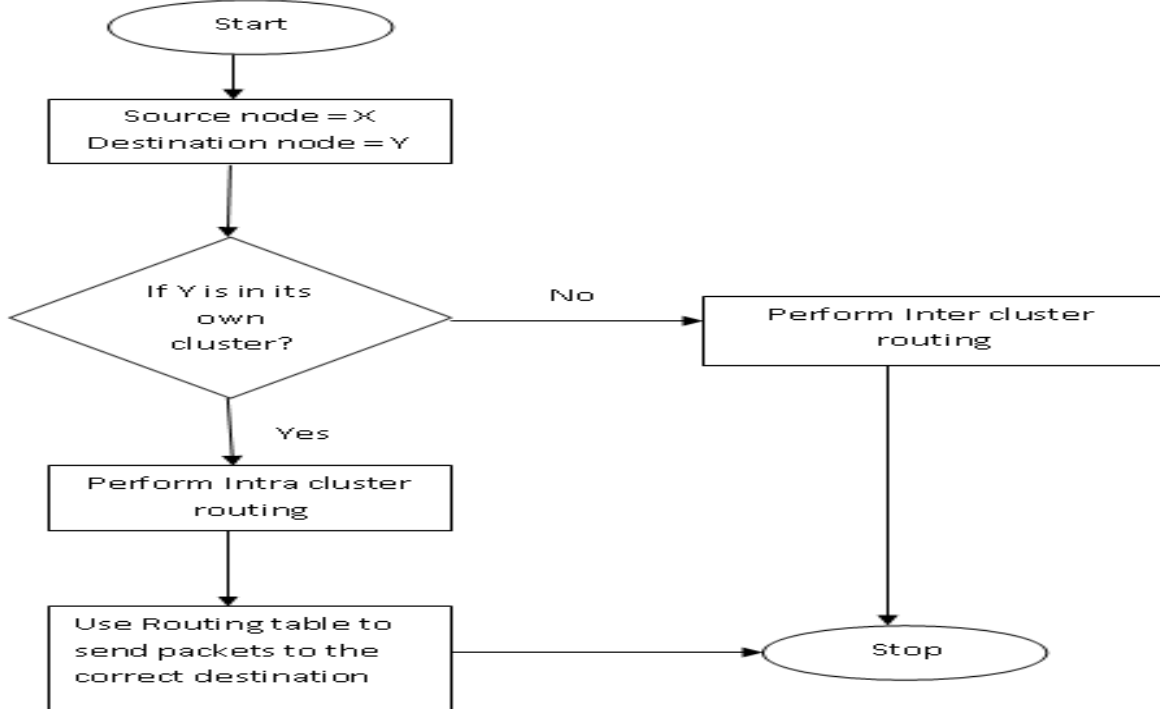 Start
Source node = X
Destination node = Y
If Y is in its
own
cluster?
No
Perform Inter cluster
routing
Yes
Perform Intra cluster
routing
Use Routing table to
send packets to the
correct destination
Stop